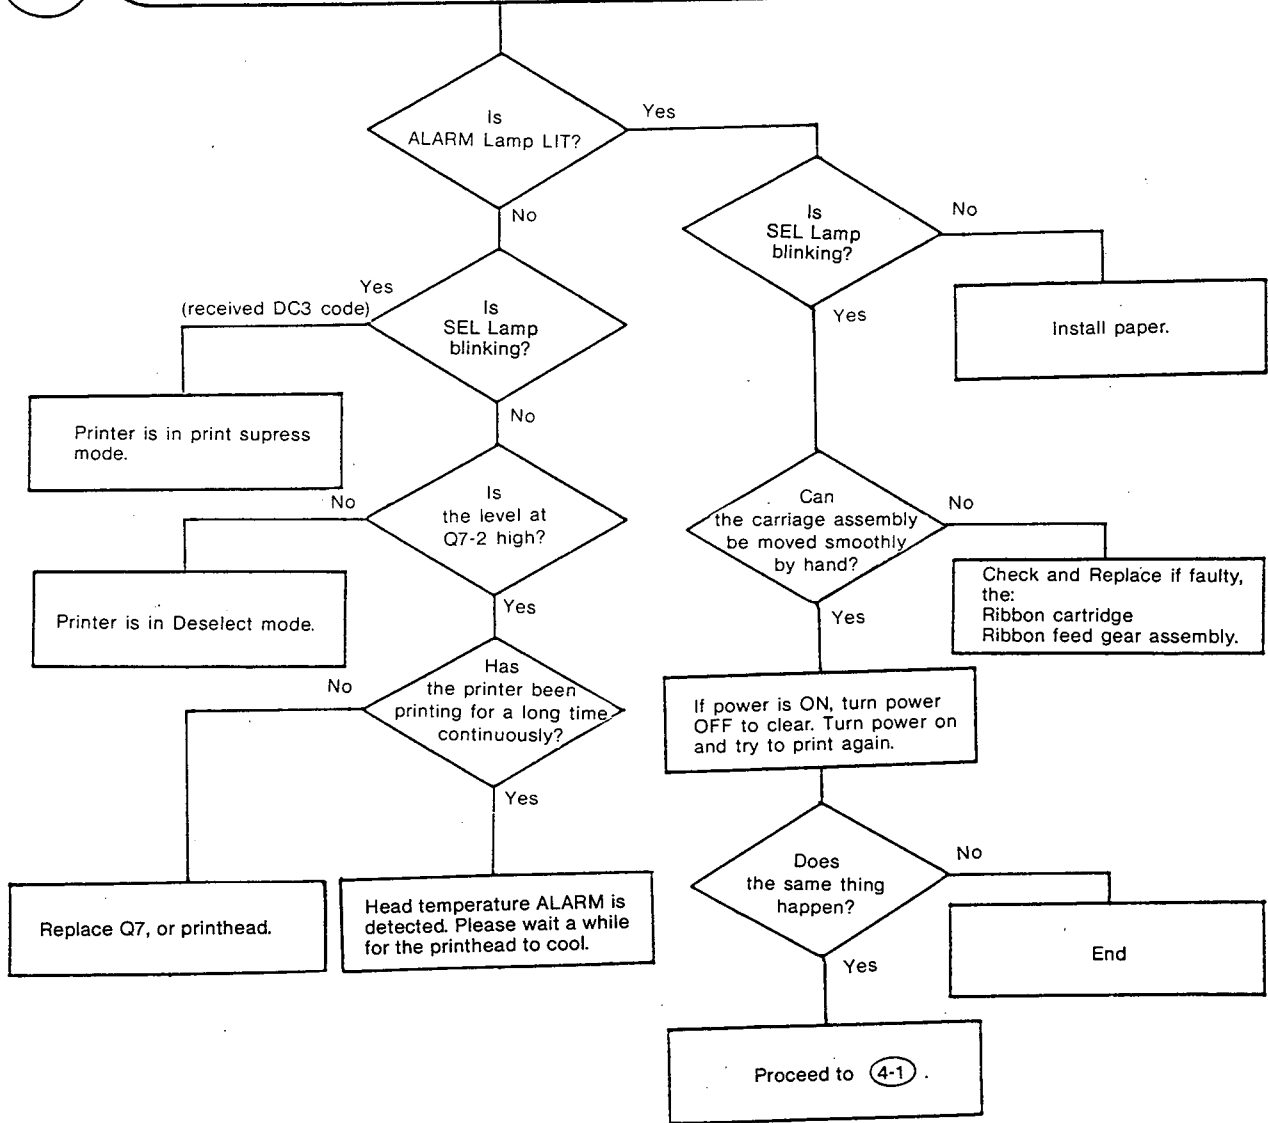 Is
ALARM Lamp LIT?
Yes
No
Is
SEL Lamp
blinking?
No
Install paper.
Yes
Yes
(received DC3 code)
Is
SEL Lamp
blinking?
No
Printer is in print supress
mode.
Is
the level at
Q7-2 high?
No
Yes
Printer is in Deselect mode.
Can
the carriage assembly
be moved smoothly
by hand?
No
Yes
Check and Replace if faulty,
the:
Ribbon cartridge
Ribbon feed gear assembly.
Has
the printer been
printing for a long time
continuously?
No
Yes
If power is ON, turn power
OFF to clear. Turn power on
and try to print again.
Replace Q7, or printhead.
Head temperature ALARM is
detected. Please wait a while
for the printhead to cool.
Does
the same thing
happen?
No
End
Yes
Proceed to 4-1 .